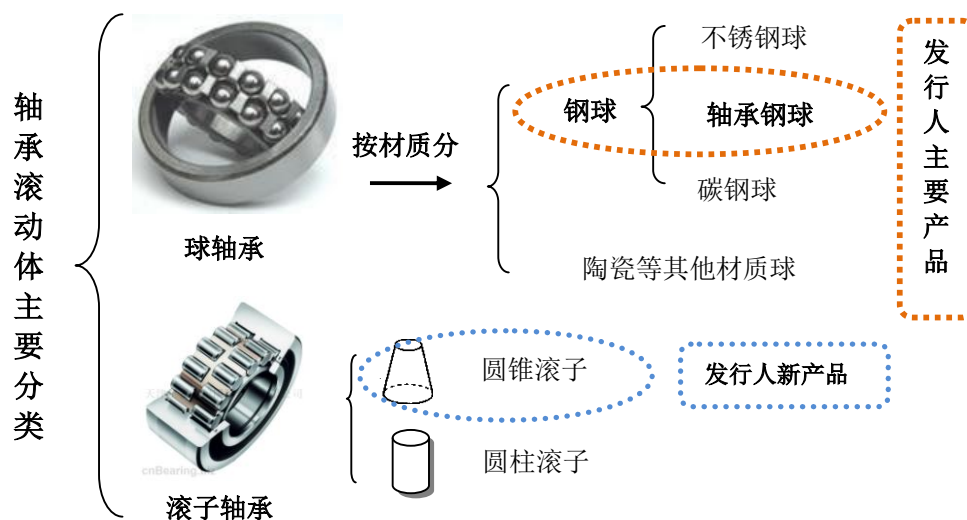 轴承滚动体主要分类
球轴承
按材质分
钢球
不锈钢球
轴承钢球
碳钢球
陶瓷等其他材质球
发行人主要产品
滚子轴承
圆锥滚子
圆柱滚子
发行人新产品